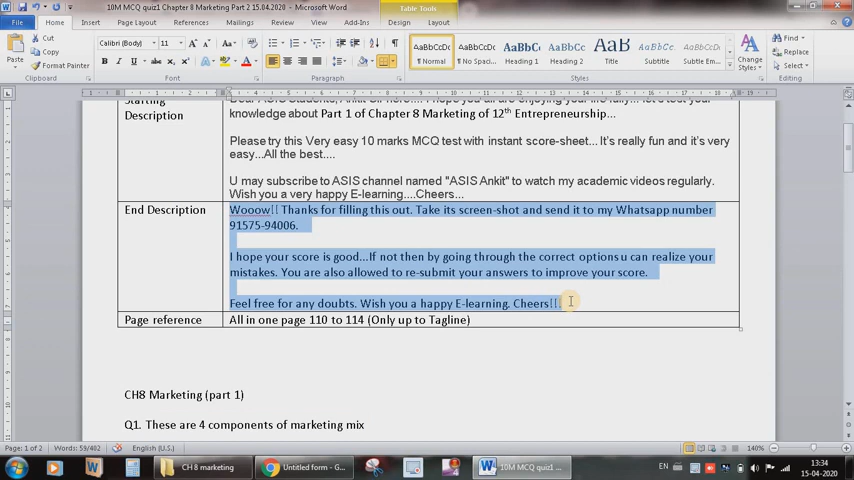 10M MCQ quiz1 Chapter 8 Marketing Part 2 15.04.2020 - Microsoft Word
Table Tools
File Home Insert Page Layout References Mailings Review View Add-Ins Design Layout
Cut
Copy
Format Painter
Paste
Clipboard
Calibri (Body) 11
Font
Paragraph
AaBbCcDc AaBbCcDc AaBbCc AaBbCc AaB AaBbCc. AaBbCcDc
¶ Normal ¶ No Spac... Heading 1 Heading 2 Title Subtitle Subtle Em...
Change Styles
Styles
Find
Replace
Select
Editing
Starting Dear ASIS Students, Ankit Sir here.... I hope you all are enjoying your life fully.. let's test your
Description knowledge about Part 1 of Chapter 8 Marketing of 12th Entrepreneurship...
Please try this Very easy 10 marks MCQ test with instant score-sheet... It's really fun and it's very
easy...All the best....
U may subscribe to ASIS channel named "ASIS Ankit" to watch my academic videos regularly.
Wish you a very happy E-learning....Cheers...
End Description Wooow!! Thanks for filling this out. Take its screen-shot and send it to my Whatsapp number
91575-94006.
I hope your score is good...If not then by going through the correct options u can realize your
mistakes. You are also allowed to re-submit your answers to improve your score.
Feel free for any doubts. Wish you a happy E-learning. Cheers!!.
Page reference All in one page 110 to 114 (Only up to Tagline)
CH8 Marketing (part 1)
Q1. These are 4 components of marketing mix
Page: 1 of 2 Words: 59/402 English (U.S.) 140%
CH 8 marketing Untitled form - G... 10M MCQ quiz1 ... EN 13:34
15-04-2020